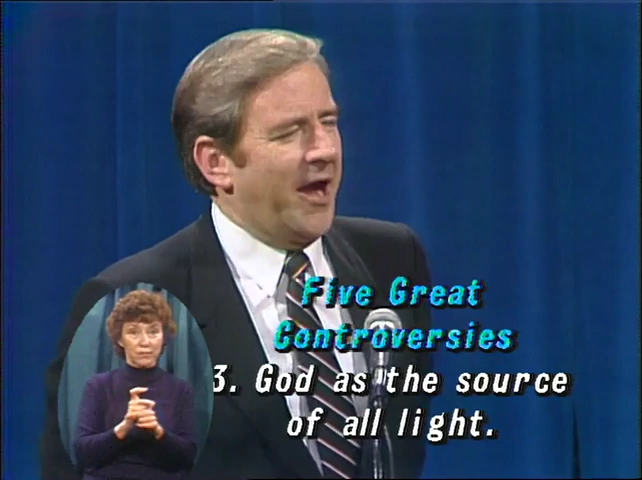 Five Great
Controversies
3. God as the source
of all light.